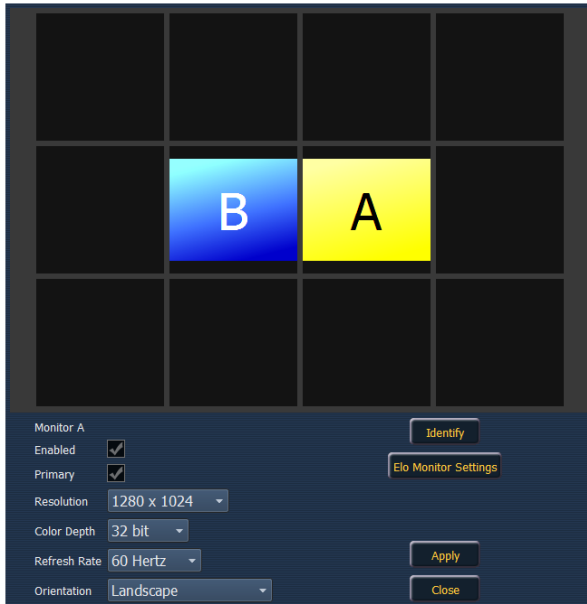 B A
Monitor A
Identify
Enabled
Elo Monitor Settings
Primary
Resolution 1280 x 1024
Color Depth 32 bit
Refresh Rate 60 Hertz
Apply
Orientation Landscape
Close